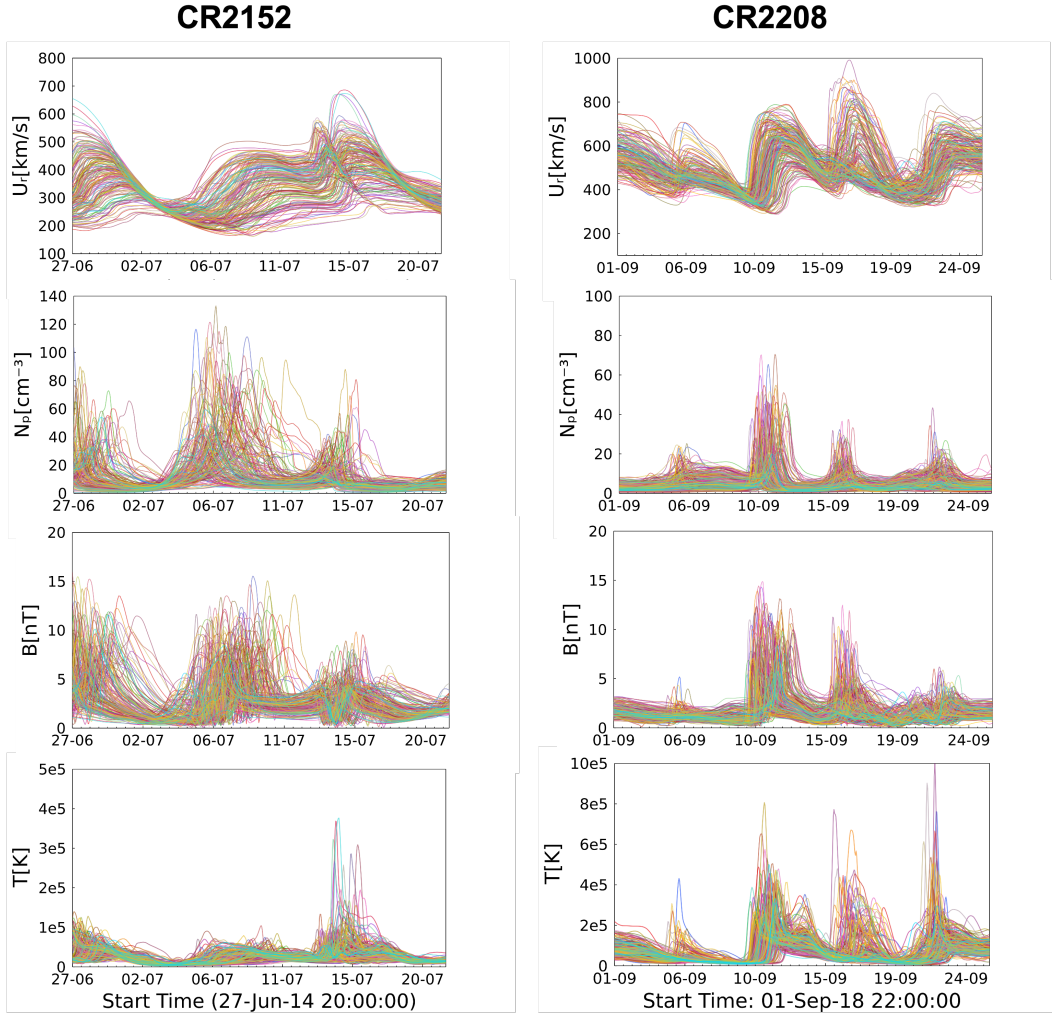 CR2152
CR2208
800
700
600
500
400
300
200
100
Uᵣ[km/s]
27-06 02-07 06-07 11-07 15-07 20-07
1000
800
600
400
200
Uᵣ[km/s]
01-09 06-09 10-09 15-09 19-09 24-09
140
120
100
80
60
40
20
0
Nₚ[cm⁻³]
27-06 02-07 06-07 11-07 15-07 20-07
100
80
60
40
20
0
Nₚ[cm⁻³]
01-09 06-09 10-09 15-09 19-09 24-09
20
15
10
5
0
B[nT]
27-06 02-07 06-07 11-07 15-07 20-07
20
15
10
5
0
B[nT]
01-09 06-09 10-09 15-09 19-09 24-09
5e5
4e5
3e5
2e5
1e5
0
T[K]
27-06 02-07 06-07 11-07 15-07 20-07
Start Time (27-Jun-14 20:00:00)
10e5
8e5
6e5
4e5
2e5
0
T[K]
01-09 06-09 10-09 15-09 19-09 24-09
Start Time: 01-Sep-18 22:00:00